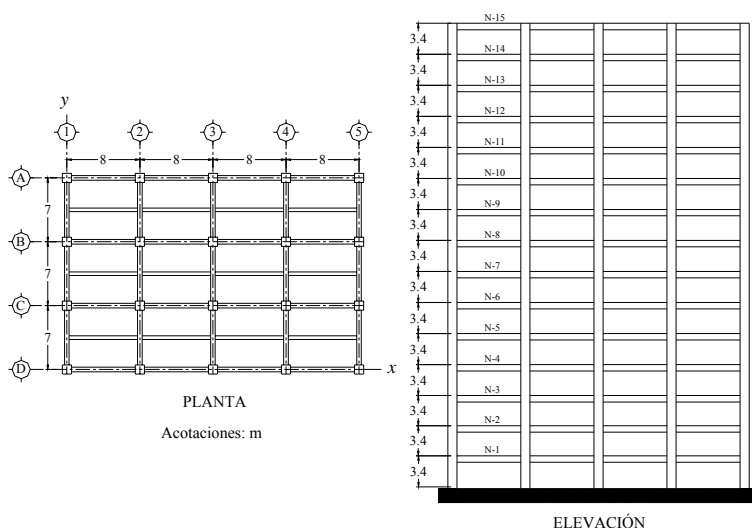 y
1 2 3 4 5
8 8 8 8
A
7
B
7
C
7
D
x
PLANTA
Acotaciones: m
N-15
3.4
N-14
3.4
N-13
3.4
N-12
3.4
N-11
3.4
N-10
3.4
N-9
3.4
N-8
3.4
N-7
3.4
N-6
3.4
N-5
3.4
N-4
3.4
N-3
3.4
N-2
3.4
N-1
3.4
ELEVACIÓN